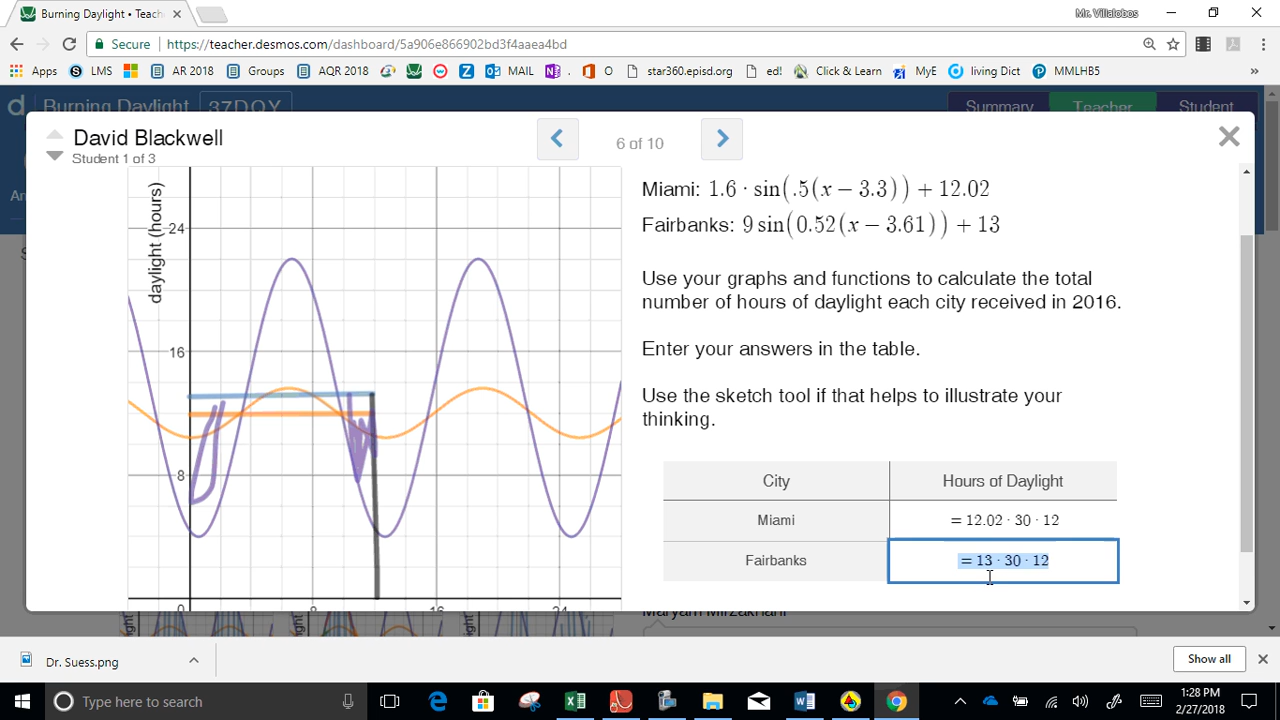 Burning Daylight • Teach
Mr. Villalobos
Secure
https://teacher.desmos.com/dashboard/5a906e866902bd3f4aaea4bd
Apps LMS AR 2018 Groups AQR 2018 MAIL . O star360.episd.org ed! Click & Learn MyE living Dict MMLHB5 »
d Burning Daylight 37DQY Summary Teacher Student
David Blackwell
Student 1 of 3
6 of 10
An
S
daylight (hours)
24
16
8
0 8 16 24
Miami: 1.6 · sin(.5(x − 3.3)) + 12.02
Fairbanks: 9 sin(0.52(x − 3.61)) + 13
Use your graphs and functions to calculate the total
number of hours of daylight each city received in 2016.
Enter your answers in the table.
Use the sketch tool if that helps to illustrate your
thinking.
City Hours of Daylight
Miami = 12.02 · 30 · 12
Fairbanks = 13 · 30 · 12
Maryam Mirzakhani
Dr. Suess.png
Show all
Type here to search
1:28 PM
2/27/2018